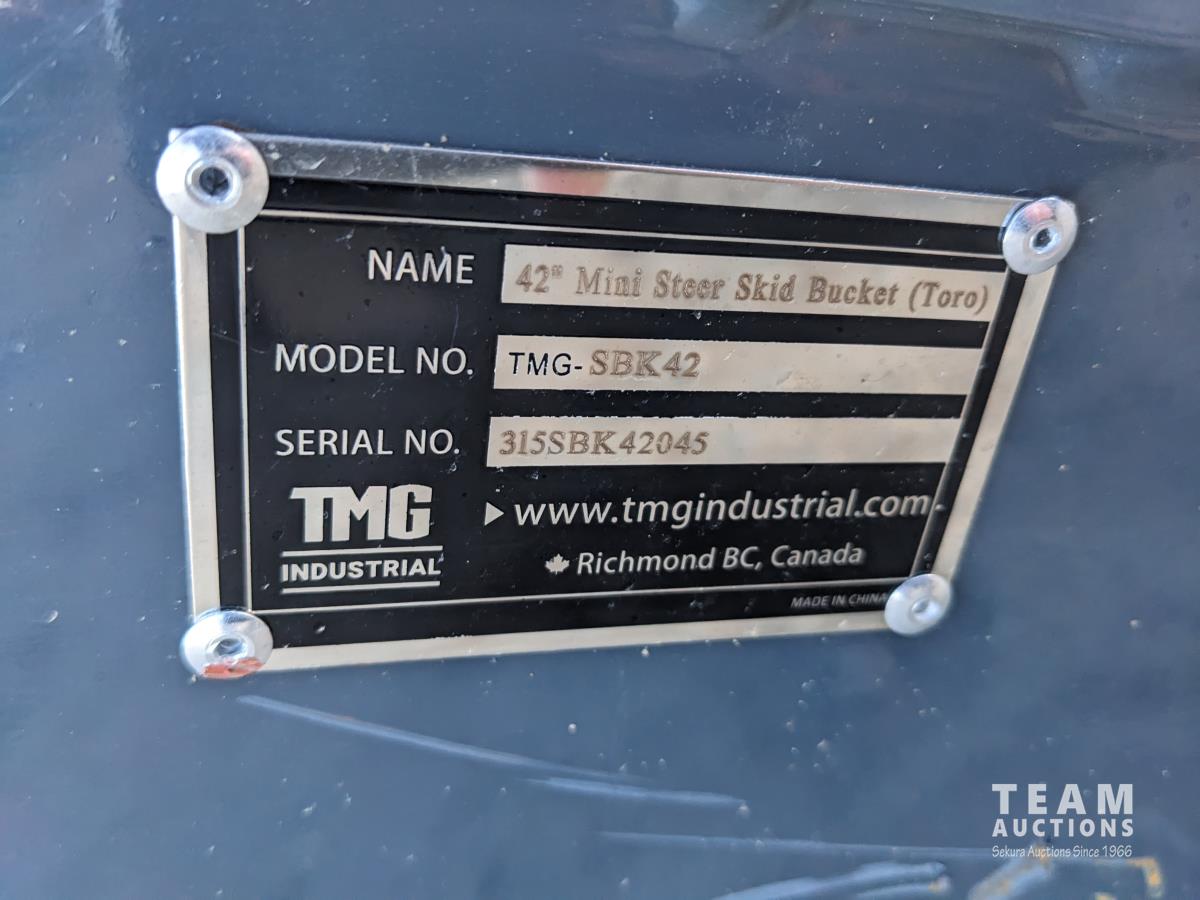 NAME 42" Mini Steer Skid Bucket (Toro)
MODEL NO. TMG-SBK42
SERIAL NO. 315SBK42045
TMG
INDUSTRIAL
www.tmgindustrial.com
Richmond BC, Canada
MADE IN CHINA
TEAM
AUCTIONS
Sekura Auctions Since 1966